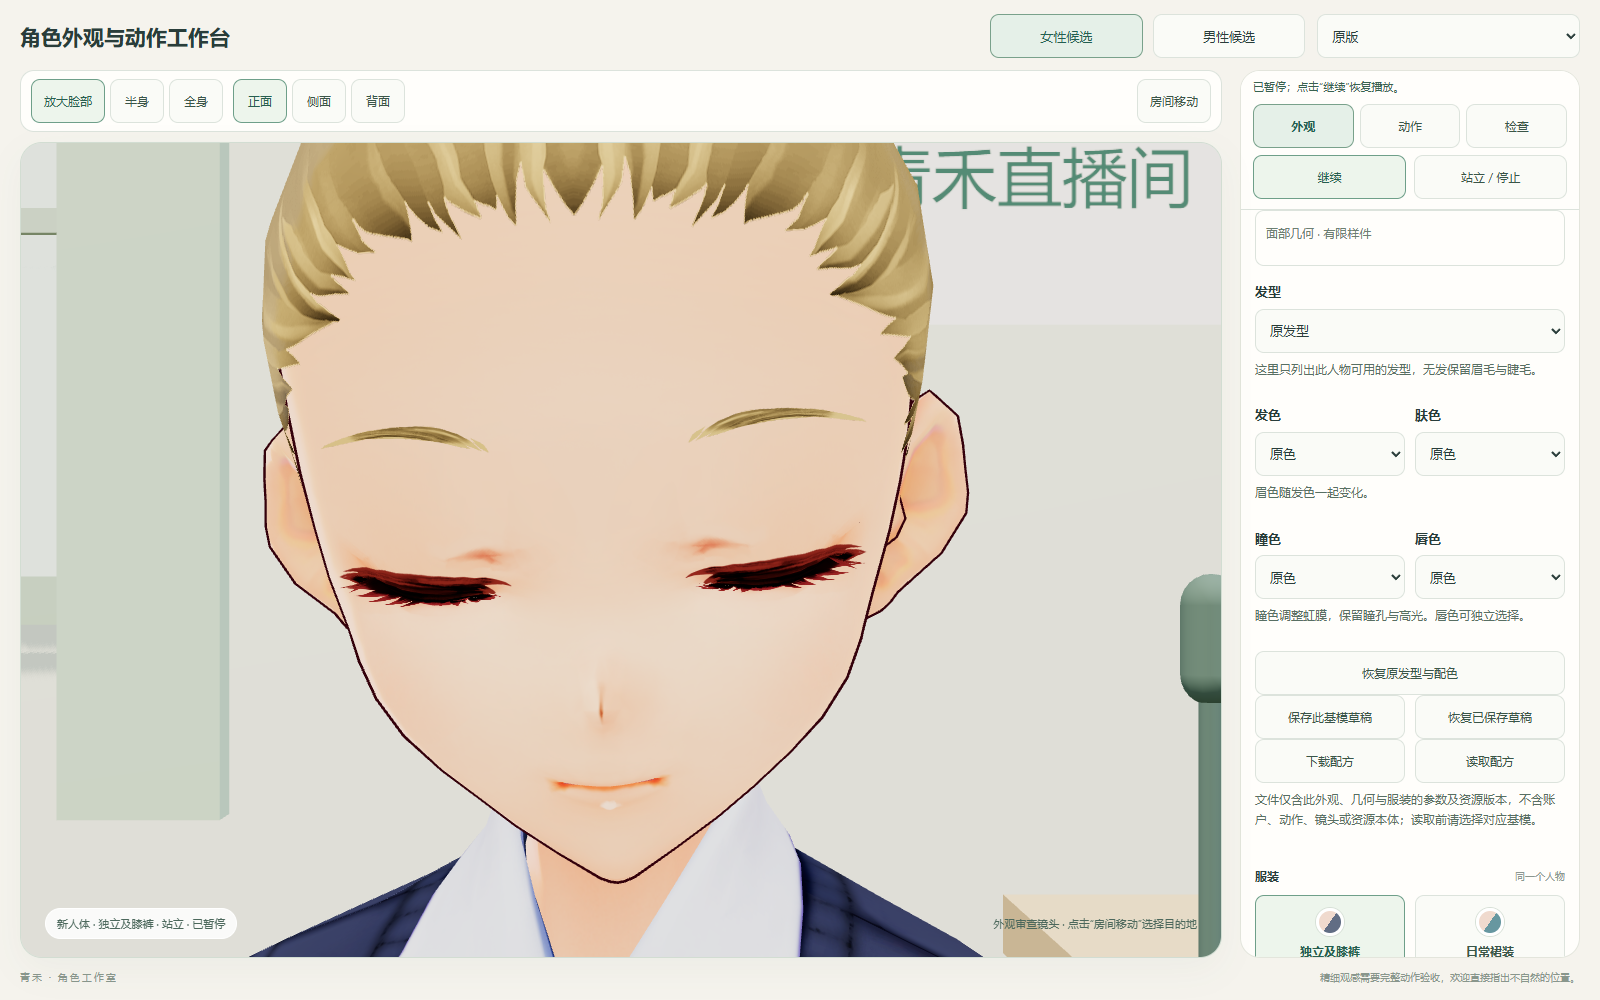 角色外观与动作工作台
女性候选
男性候选
原版
放大脸部
半身
全身
正面
侧面
背面
房间移动
已暂停；点击“继续”恢复播放。
外观
动作
检查
继续
站立 / 停止
青禾直播间
面部几何 · 有限样件
发型
原发型
这里只列出此人物可用的发型，无发保留眉毛与睫毛。
发色
肤色
原色
原色
眉色随发色一起变化。
瞳色
唇色
原色
原色
瞳色调整虹膜，保留瞳孔与高光。唇色可独立选择。
恢复原发型与配色
保存此基模草稿
恢复已保存草稿
下载配方
读取配方
文件仅含此外观、几何与服装的参数及资源版本，不含账
户、动作、镜头或资源本体；读取前请选择对应基模。
服装
同一个人物
独立及膝裤
日常裙装
新人体 · 独立及膝裤 · 站立 · 已暂停
外观审查镜头 · 点击“房间移动”选择目的地
青禾 · 角色工作室
精细观感需要完整动作验收，欢迎直接指出不自然的位置。